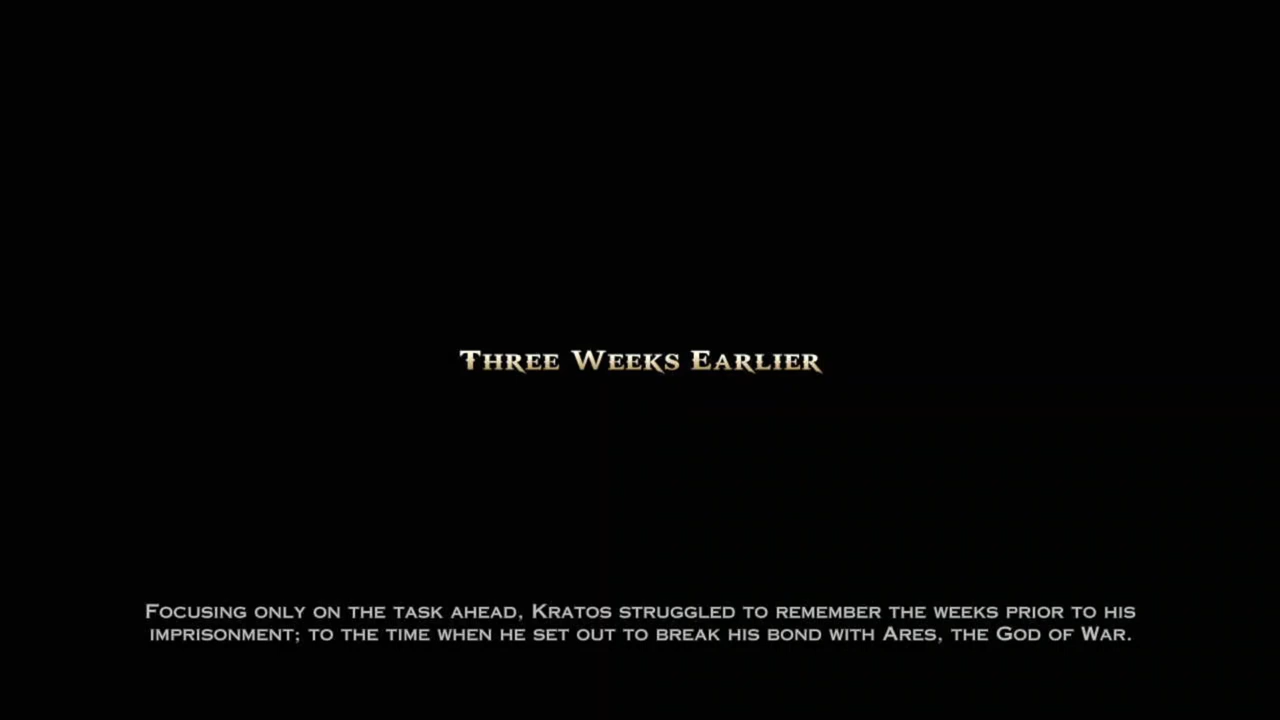 Three Weeks Earlier
Focusing only on the task ahead, Kratos struggled to remember the weeks prior to his
imprisonment; to the time when he set out to break his bond with Ares, the God of War.